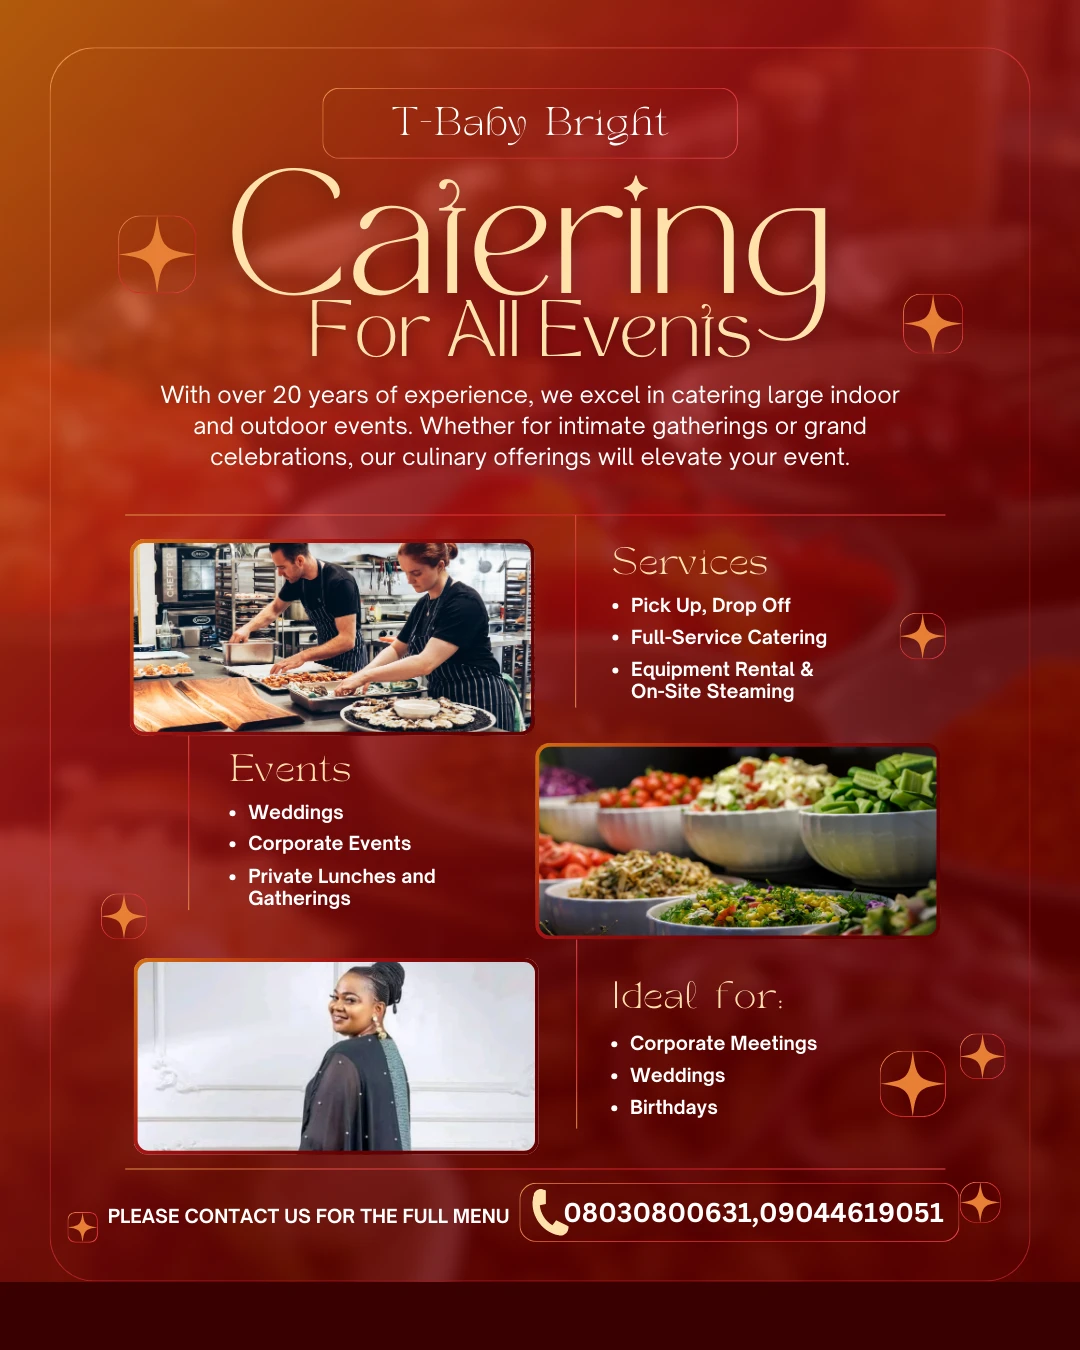 T-Baby Bright
Catering
For All Events
With over 20 years of experience, we excel in catering large indoor
and outdoor events. Whether for intimate gatherings or grand
celebrations, our culinary offerings will elevate your event.
Services
• Pick Up, Drop Off
• Full-Service Catering
• Equipment Rental &
On-Site Steaming
Events
• Weddings
• Corporate Events
• Private Lunches and
Gatherings
Ideal for:
• Corporate Meetings
• Weddings
• Birthdays
PLEASE CONTACT US FOR THE FULL MENU
08030800631,09044619051